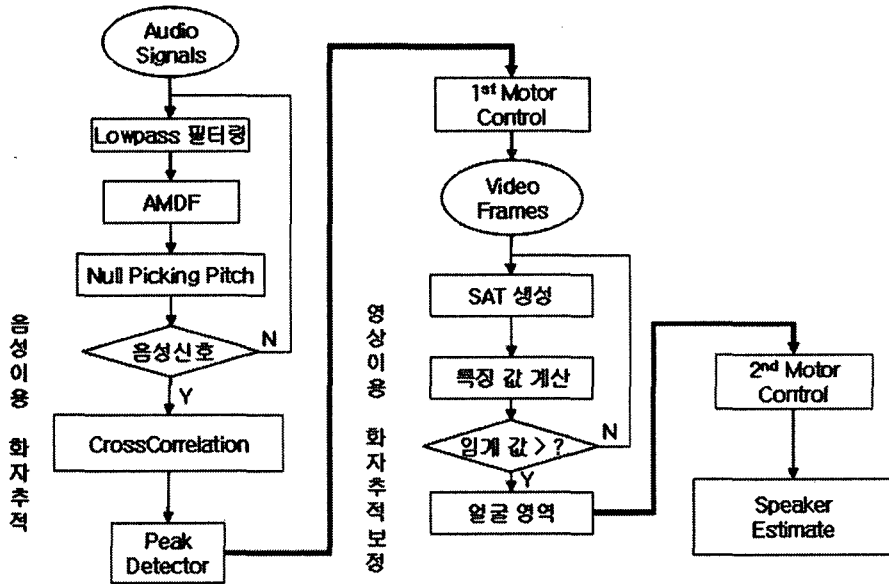 Audio
Signals
Lowpass 필터링
AMDF
Null Picking Pitch
음성신호
N
Y
CrossCorrelation
Peak
Detector
음성이용 화자추적
1st Motor
Control
Video
Frames
SAT 생성
특징 값 계산
임계 값 > ?
N
Y
얼굴 영역
영상이용 화자추적보정
2nd Motor
Control
Speaker
Estimate